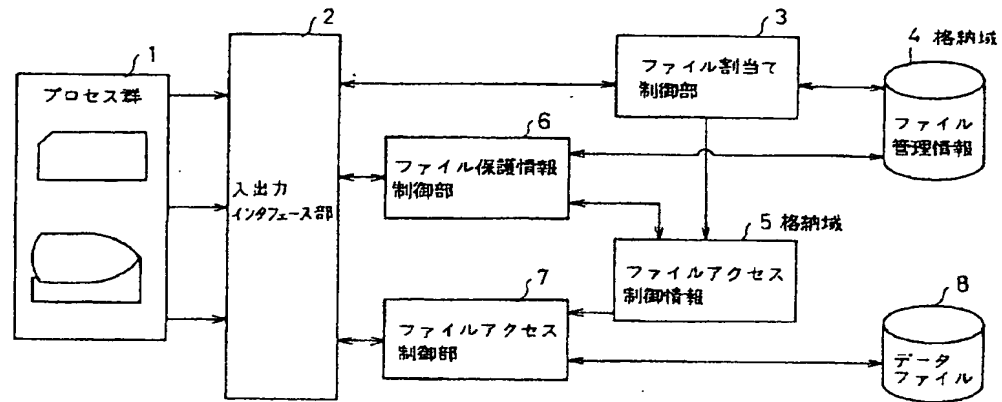 1
プロセス群
2
入出力
インタフェース部
3
ファイル割当て
制御部
4 格納域
ファイル
管理情報
6
ファイル保護情報
制御部
5 格納域
ファイルアクセス
制御情報
7
ファイルアクセス
制御部
8
データ
ファイル